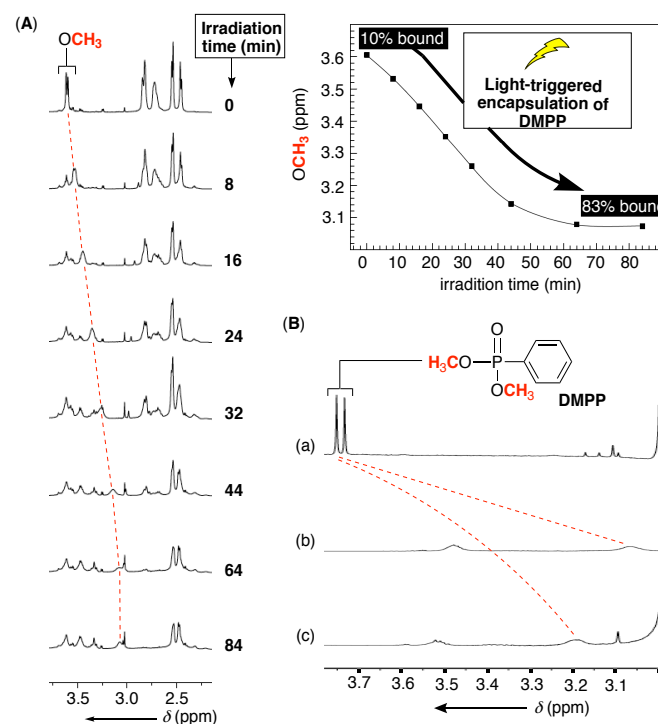 (A)
Irradiation
time (min)
OCH3
0
8
16
24
32
44
64
84
3.5
3.0
2.5
δ (ppm)
10% bound
Light-triggered
encapsulation of
DMPP
83% bound
OCH3 (ppm)
3.6
3.5
3.4
3.3
3.2
3.1
0 10 20 30 40 50 60 70 80
irradition time (min)
(B)
O
H3CO P
OCH3
DMPP
(a)
(b)
(c)
3.7 3.6 3.5 3.4 3.3 3.2 3.1
δ (ppm)